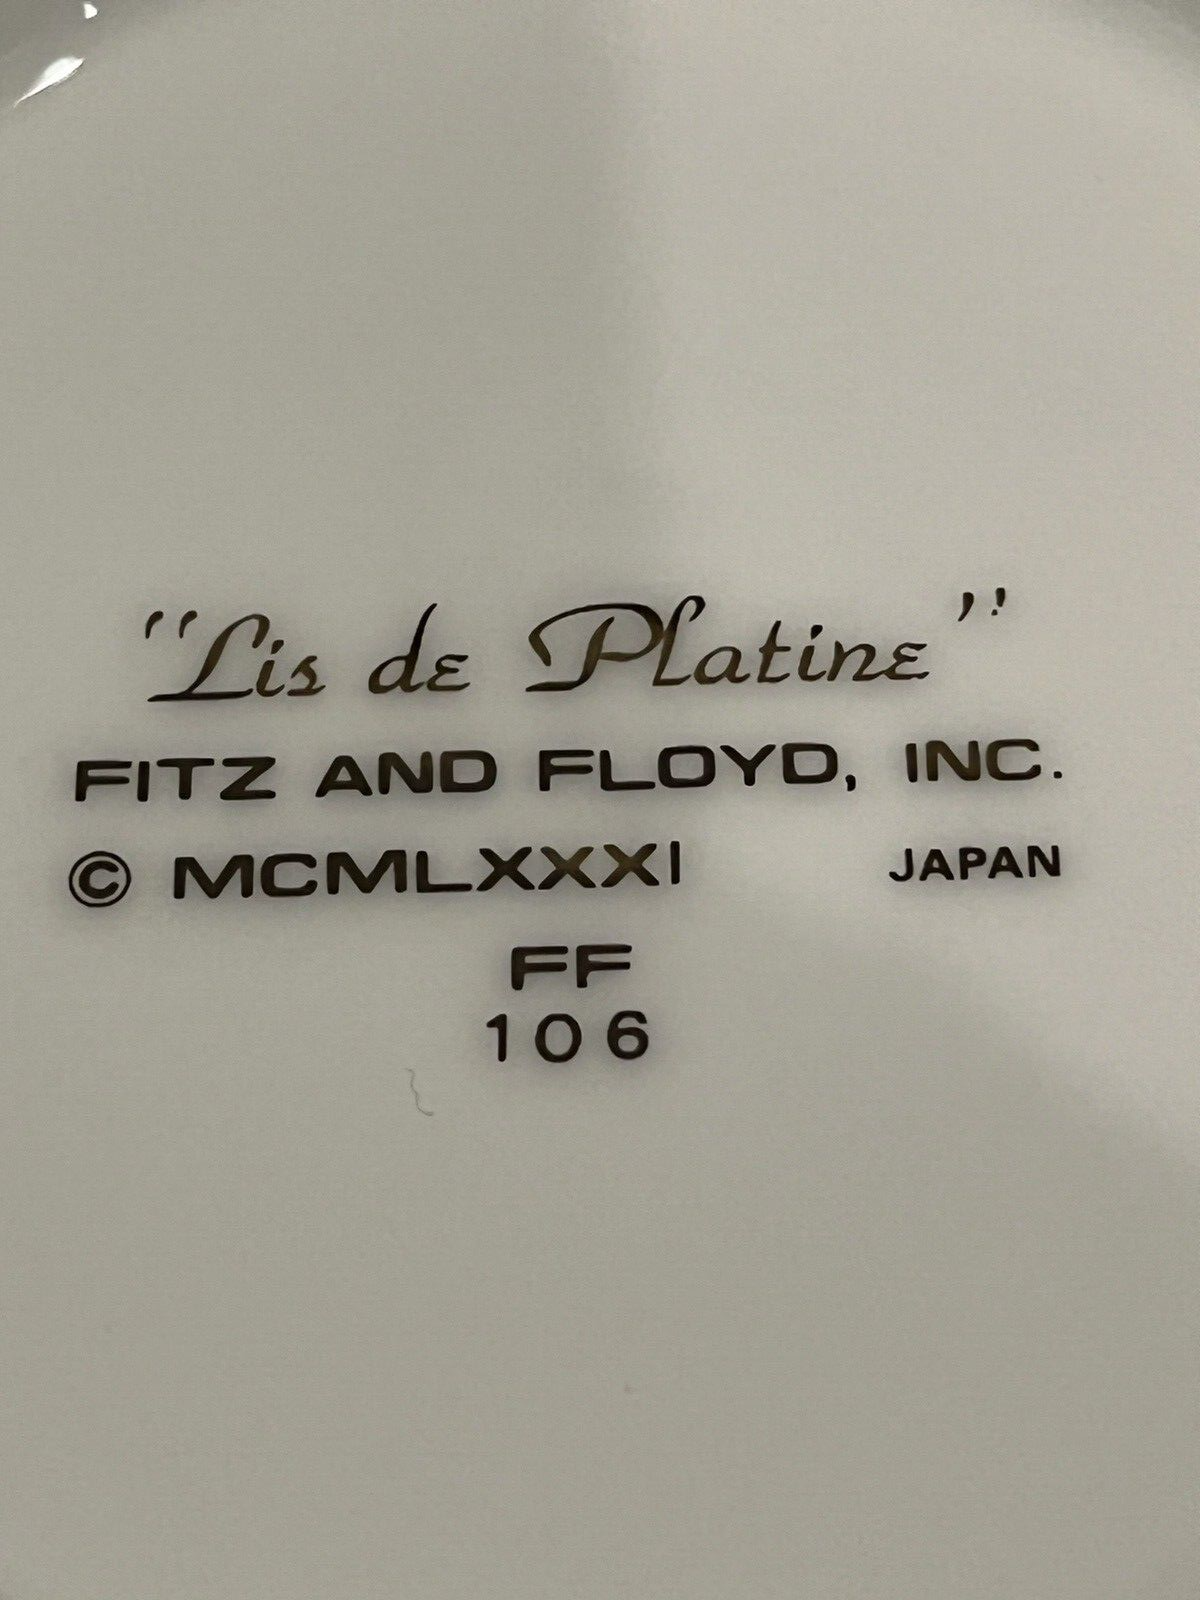 "Lis de Platine"
FITZ AND FLOYD, INC.
© MCMLXXXI JAPAN
FF
106